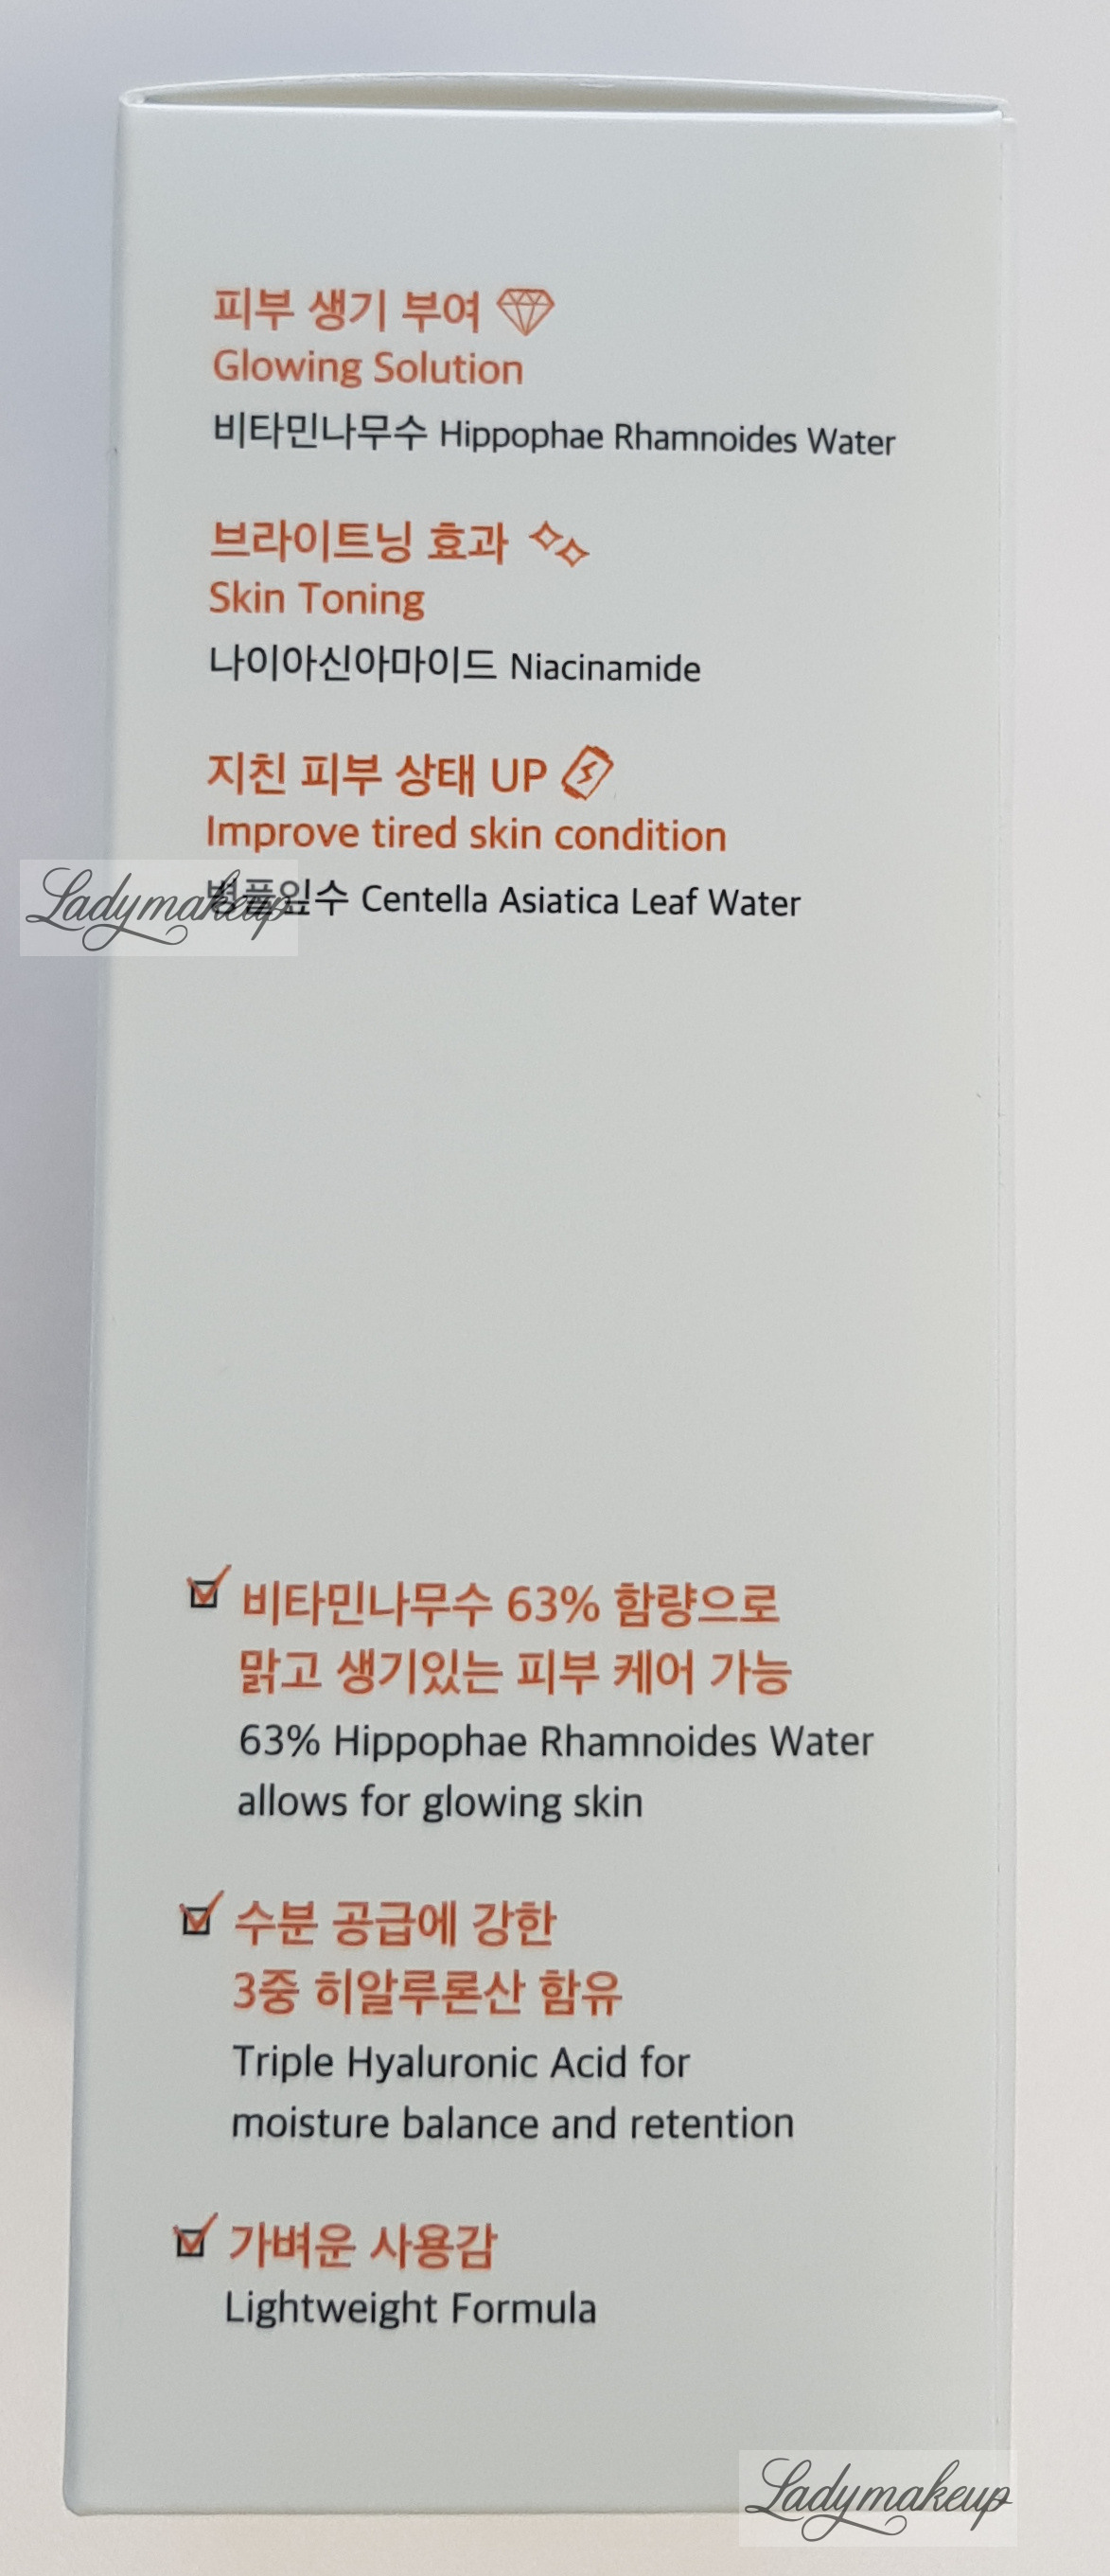 피부 생기 부여
Glowing Solution
비타민나무수 Hippophae Rhamnoides Water
브라이트닝 효과
Skin Toning
나이아신아마이드 Niacinamide
지친 피부 상태 UP
Improve tired skin condition
병풀잎수 Centella Asiatica Leaf Water
Ladymakeup
비타민나무수 63% 함량으로
맑고 생기있는 피부 케어 가능
63% Hippophae Rhamnoides Water
allows for glowing skin
수분 공급에 강한
3중 히알루론산 함유
Triple Hyaluronic Acid for
moisture balance and retention
가벼운 사용감
Lightweight Formula
Ladymakeup